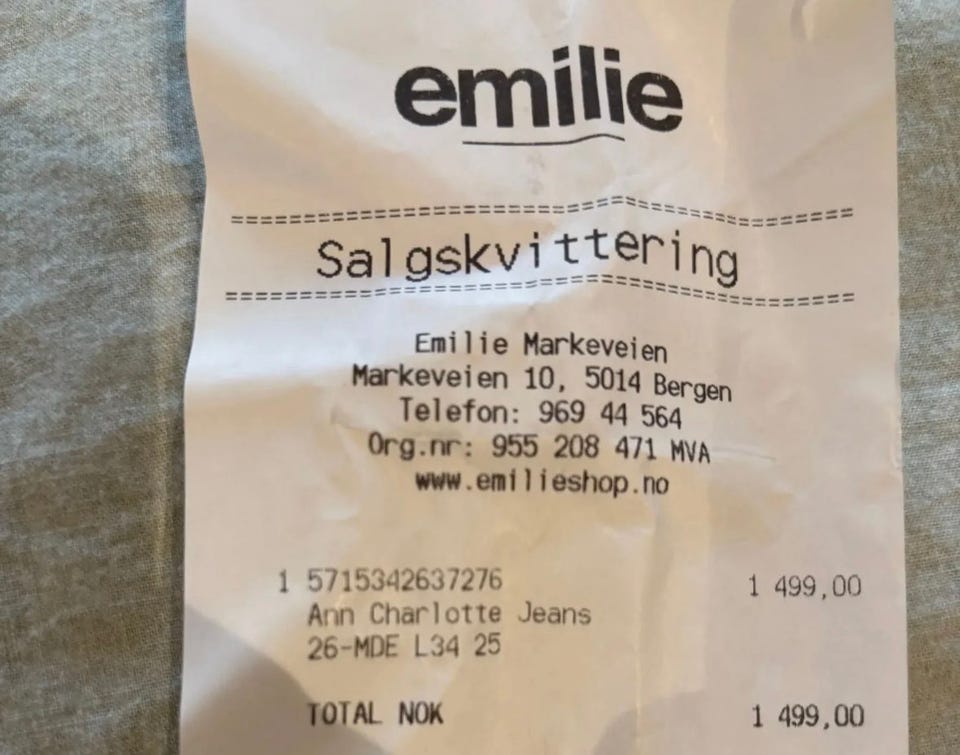 emilie
==========================================
Salgskvittering
==========================================
Emilie Markeveien
Markeveien 10, 5014 Bergen
Telefon: 969 44 564
Org.nr: 955 208 471 MVA
www.emilieshop.no
1 5715342637276 1 499,00
Ann Charlotte Jeans
26-MDE L34 25
TOTAL NOK 1 499,00